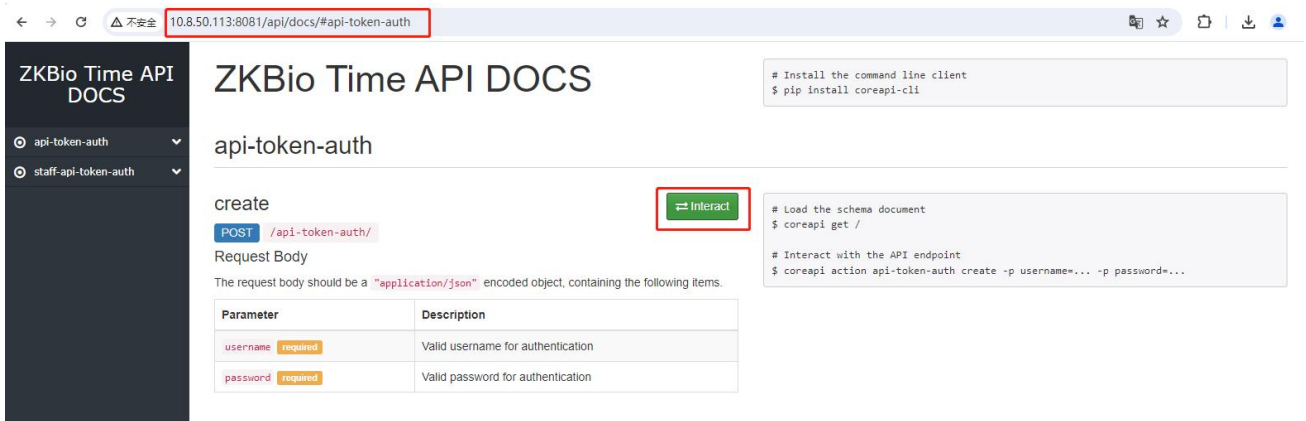 不安全 10.8.50.113:8081/api/docs/#api-token-auth
ZKBio Time API
DOCS
api-token-auth
staff-api-token-auth
ZKBio Time API DOCS
# Install the command line client
$ pip install coreapi-cli
api-token-auth
create
Interact
POST /api-token-auth/
Request Body
The request body should be a "application/json" encoded object, containing the following items.
Parameter Description
username required Valid username for authentication
password required Valid password for authentication
# Load the schema document
$ coreapi get /
# Interact with the API endpoint
$ coreapi action api-token-auth create -p username=... -p password=...